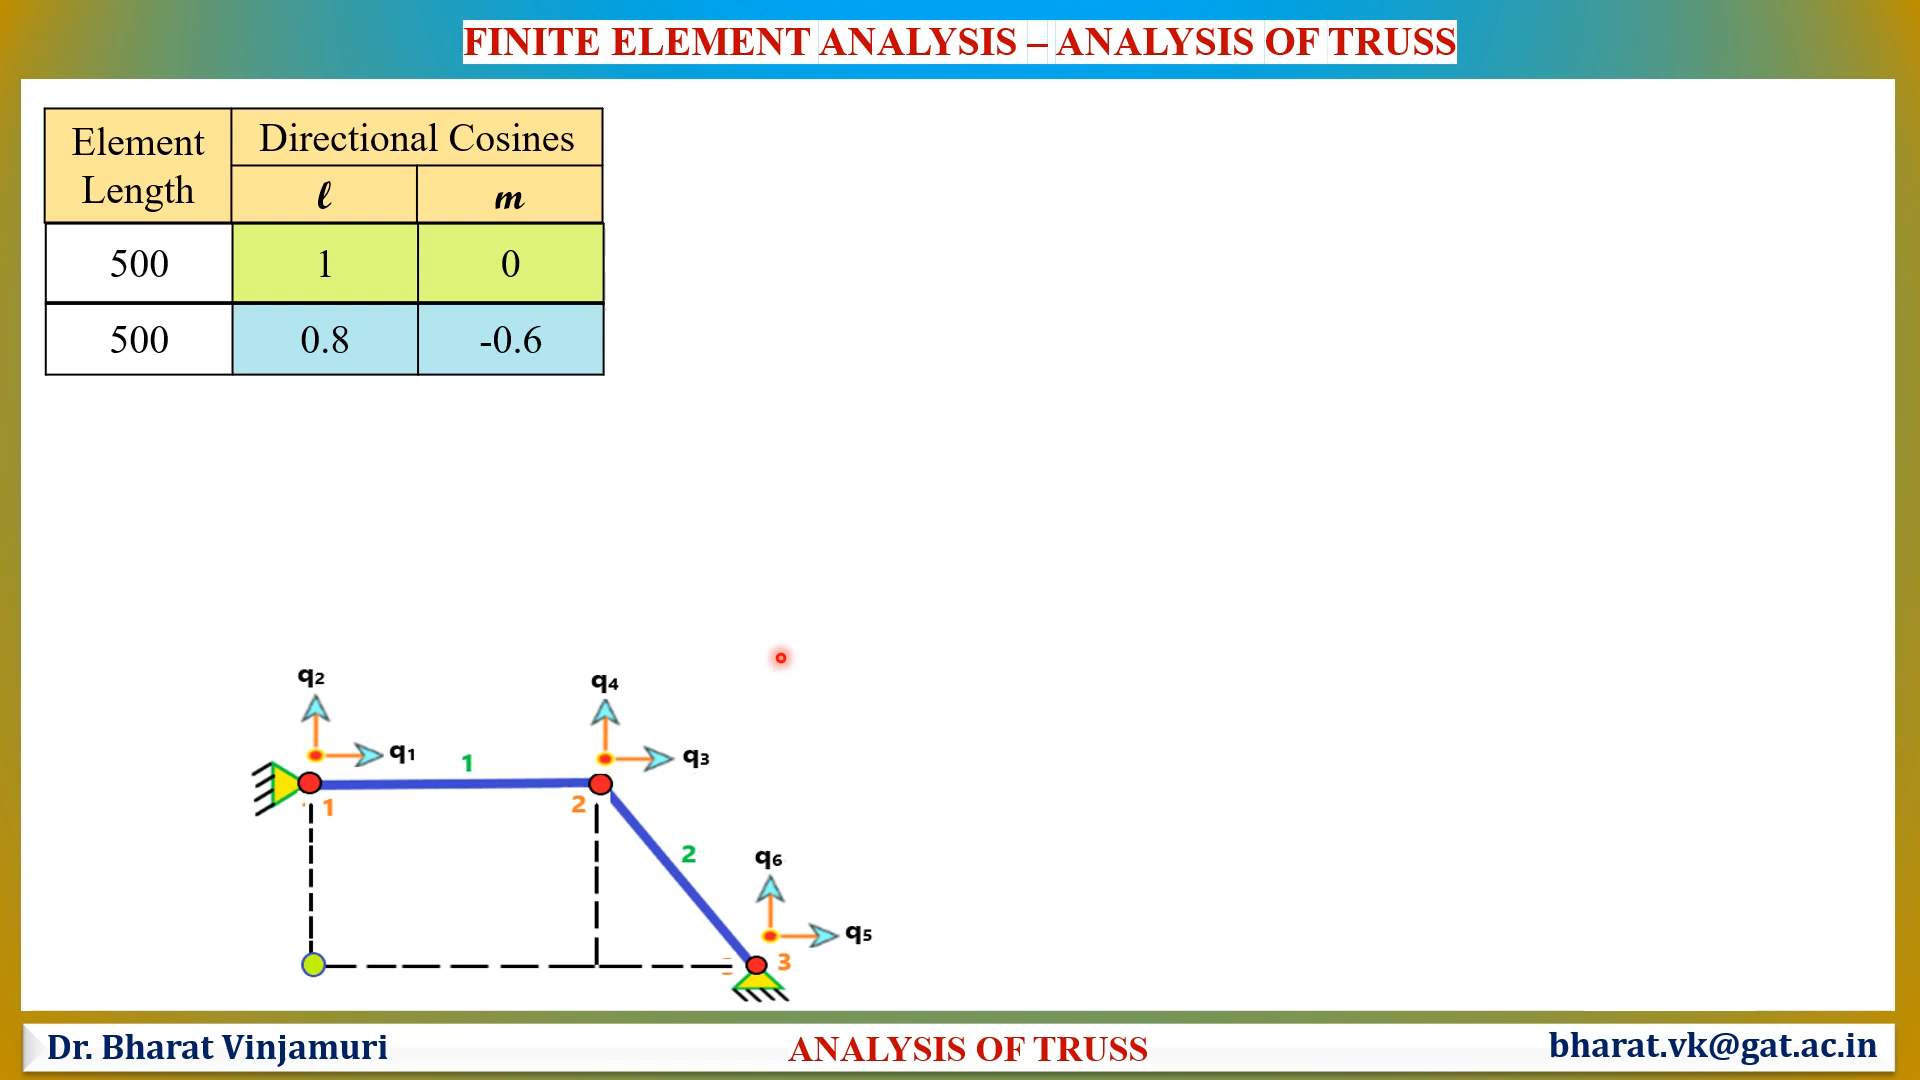 FINITE ELEMENT ANALYSIS – ANALYSIS OF TRUSS
Element Length
Directional Cosines
ℓ m
500 1 0
500 0.8 -0.6
q2
q4
q1
1
q3
1
2
2
q6
q5
3
Dr. Bharat Vinjamuri
ANALYSIS OF TRUSS
bharat.vk@gat.ac.in